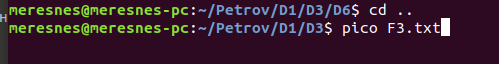 meresnes@meresnes-pc:~/Petrov/D1/D3/D6$ cd ..
meresnes@meresnes-pc:~/Petrov/D1/D3$ pico F3.txt